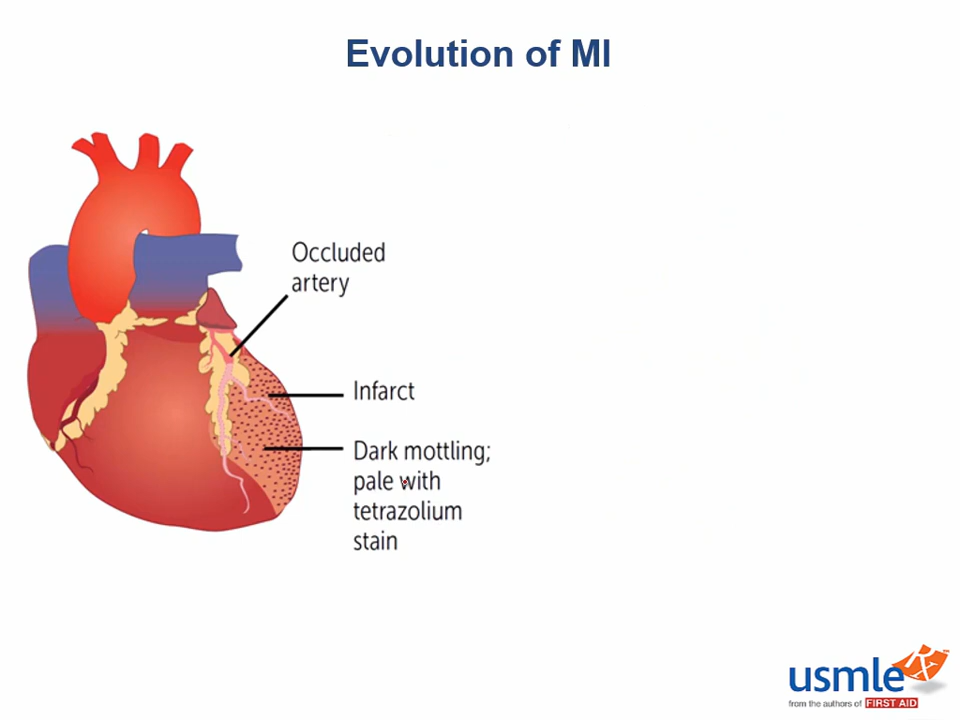 Evolution of MI
Occluded
artery
Infarct
Dark mottling;
pale with
tetrazolium
stain
usmle Rx
from the authors of FIRST AID